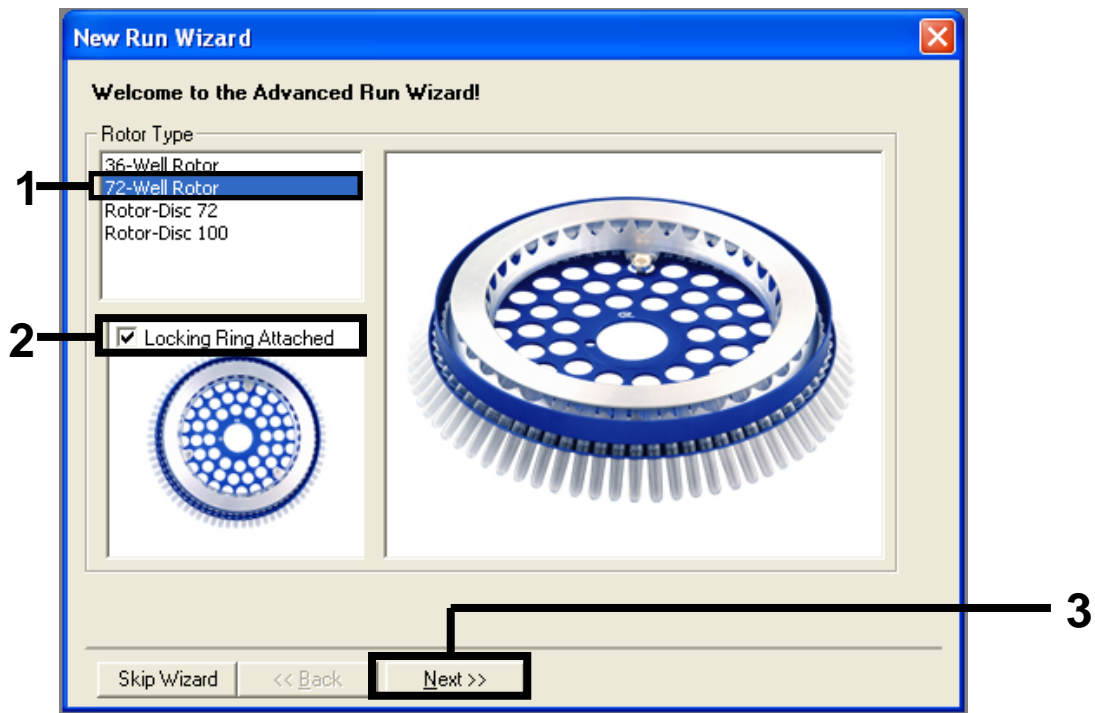 New Run Wizard
Welcome to the Advanced Run Wizard!
Rotor Type
36-Well Rotor
1
72-Well Rotor
Rotor-Disc 72
Rotor-Disc 100
2
Locking Ring Attached
3
Skip Wizard
<< Back
Next >>